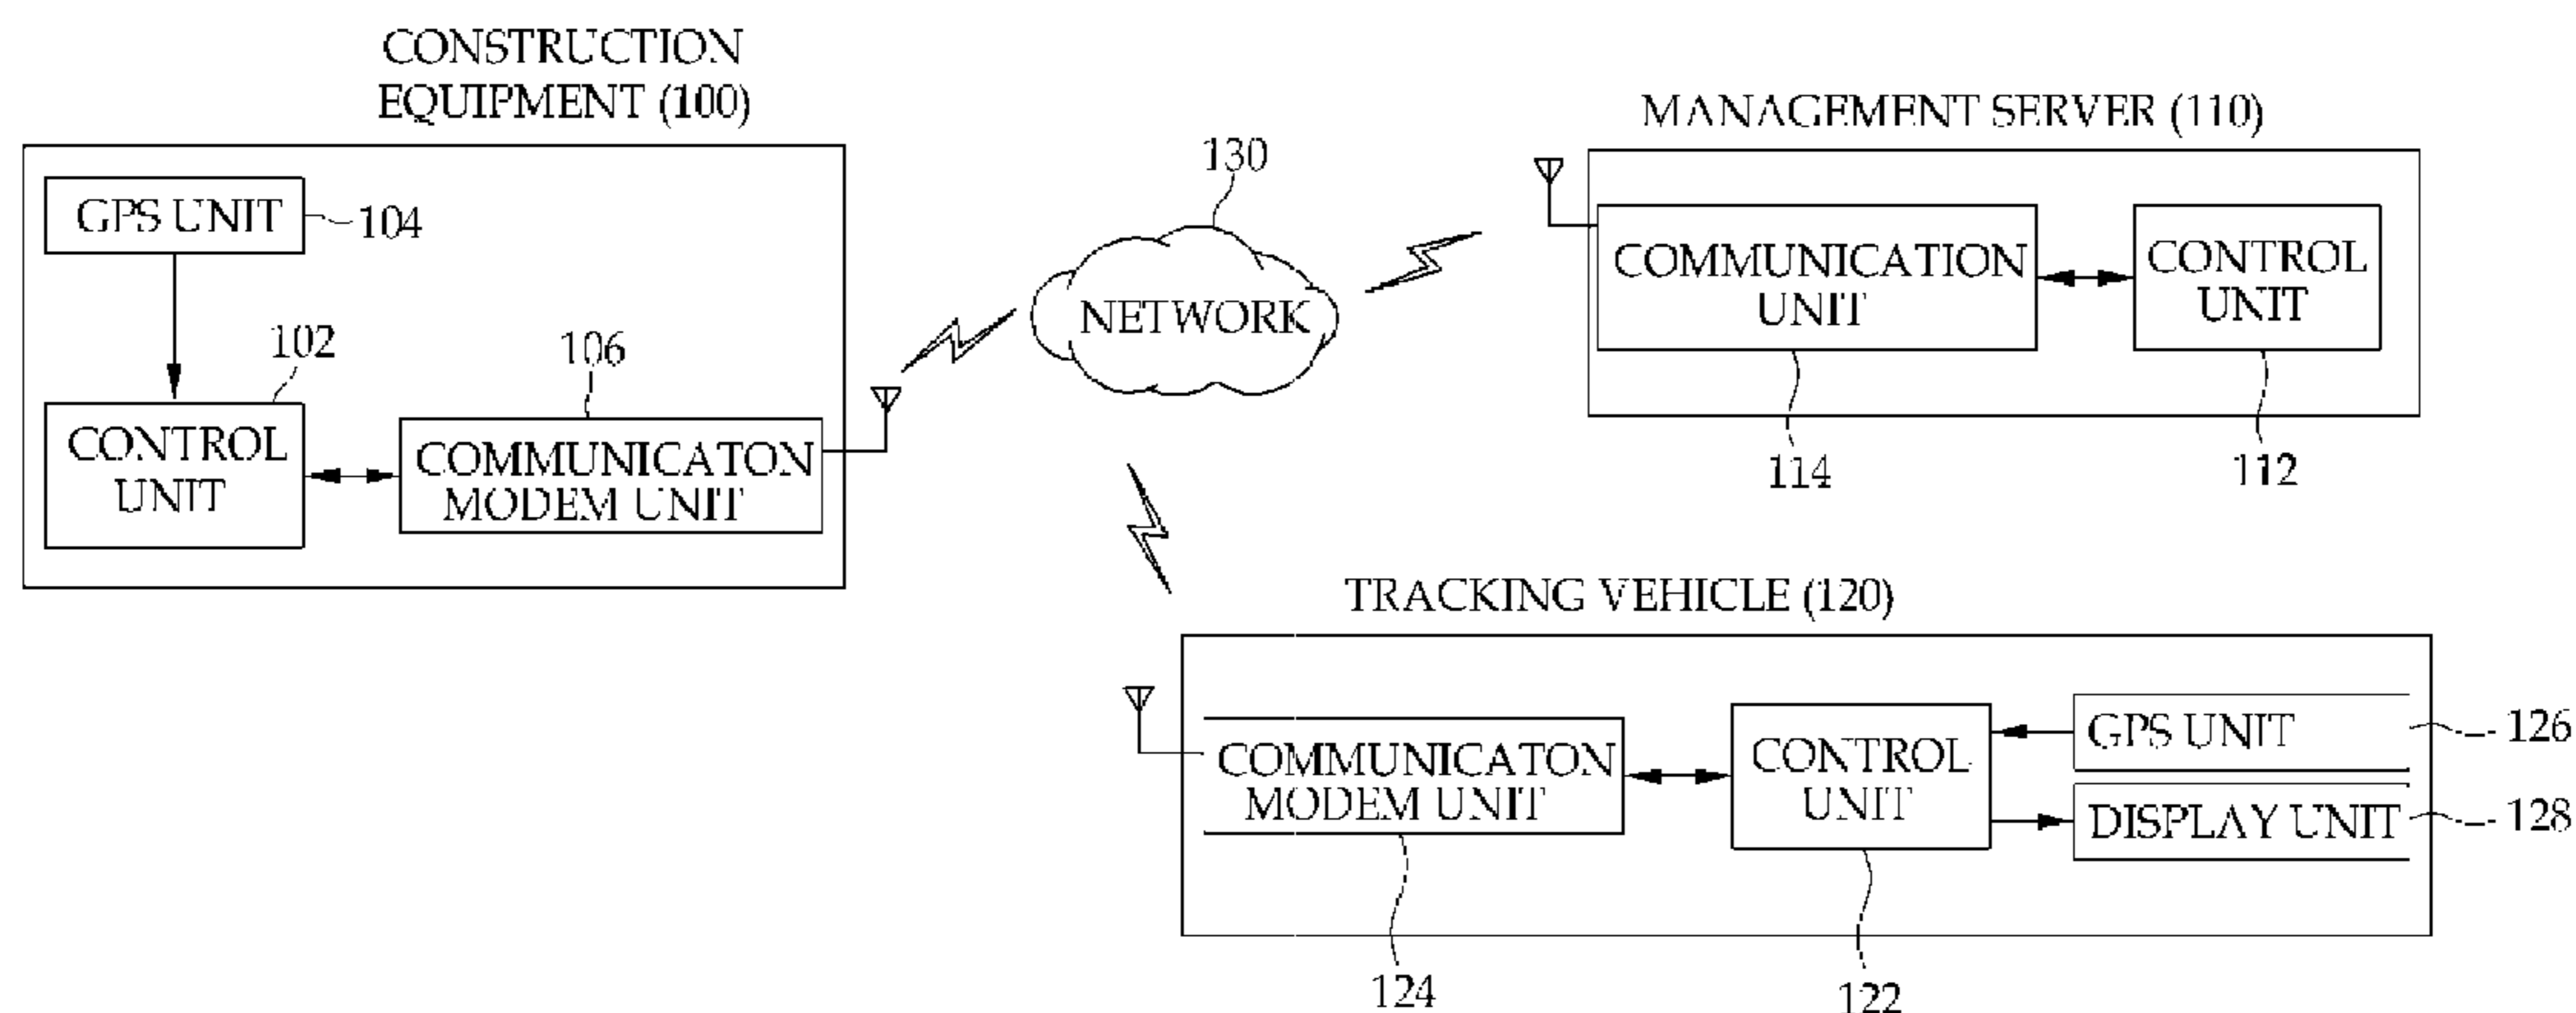 CONSTRUCTION
EQUIPMENT (100)
GPS UNIT
104
102
CONTROL
UNIT
106
COMMUNICATON
MODEM UNIT
130
NETWORK
MANAGEMENT SERVER (110)
COMMUNICATION
UNIT
CONTROL
UNIT
114
112
TRACKING VEHICLE (120)
COMMUNICATON
MODEM UNIT
CONTROL
UNIT
GPS UNIT
126
DISPLAY UNIT
128
124
122